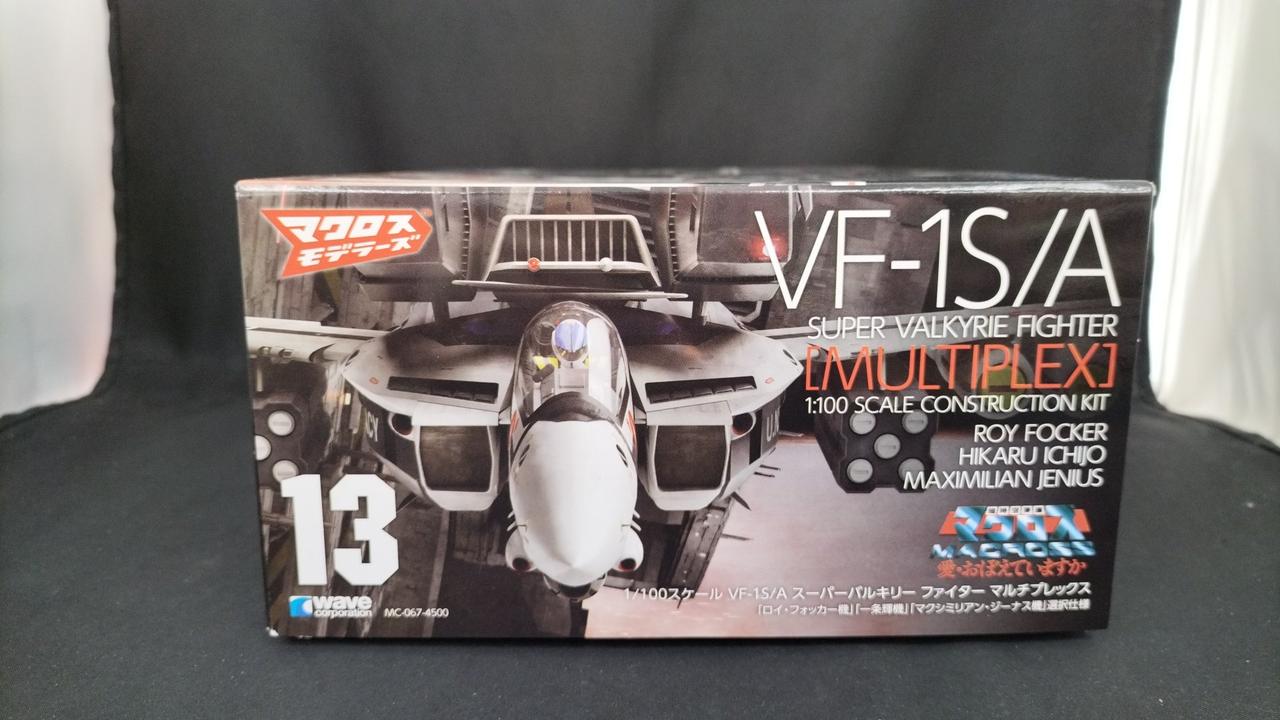 マクロス
モデラーズ
VF-1S/A
SUPER VALKYRIE FIGHTER
[MULTIPLEX]
1:100 SCALE CONSTRUCTION KIT
ROY FOCKER
HIKARU ICHIJO
MAXIMILIAN JENIUS
マクロス
MACROSS
愛・おぼえていますか
13
wave
corporation
MC-067-4500
1/100スケール VF-1S/A スーパーバルキリー ファイター マルチプレックス
「ロイ・フォッカー機」「一条輝機」「マクシミリアン・ジーナス機」選択仕様